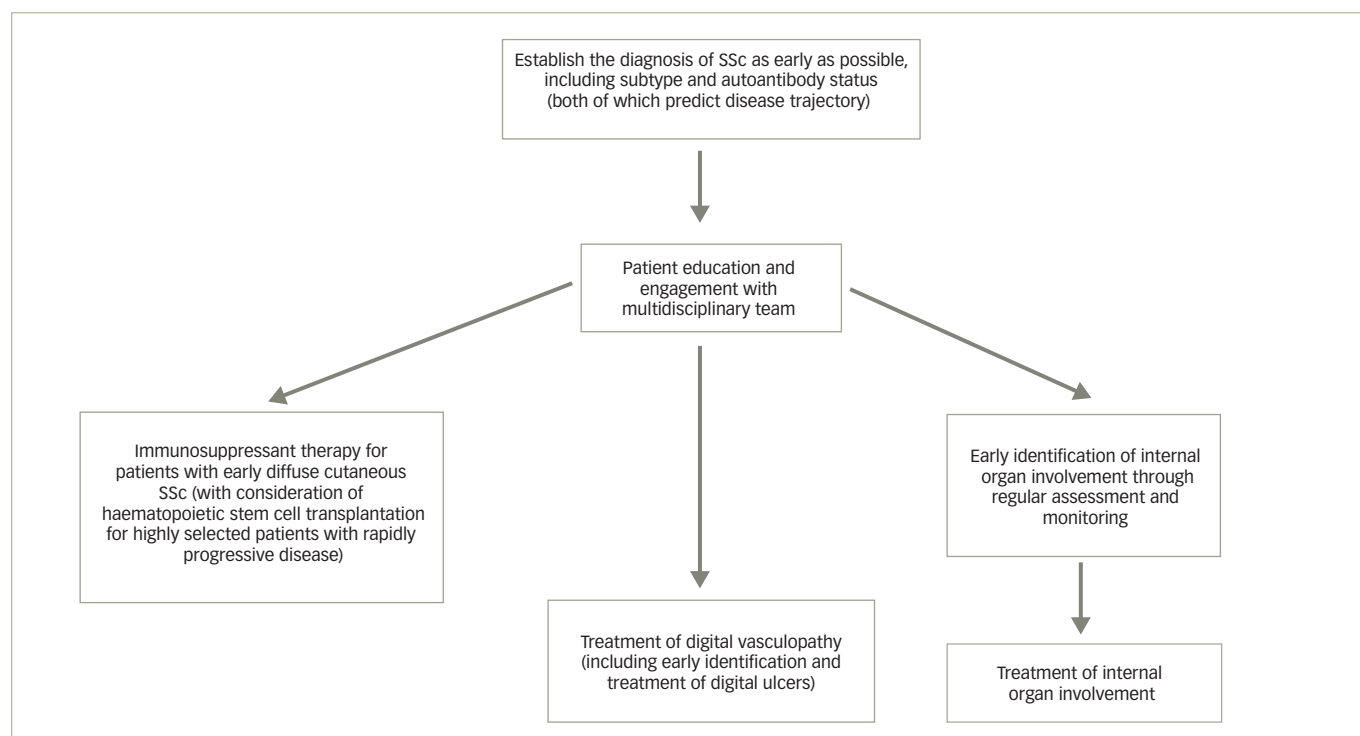 Establish the diagnosis of SSc as early as possible,
including subtype and autoantibody status
(both of which predict disease trajectory)
Patient education and
engagement with
multidisciplinary team
Immunosuppressant therapy for
patients with early diffuse cutaneous
SSc (with consideration of
haematopoietic stem cell transplantation
for highly selected patients with rapidly
progressive disease)
Treatment of digital vasculopathy
(including early identification and
treatment of digital ulcers)
Early identification of internal
organ involvement through
regular assessment and
monitoring
Treatment of internal
organ involvement